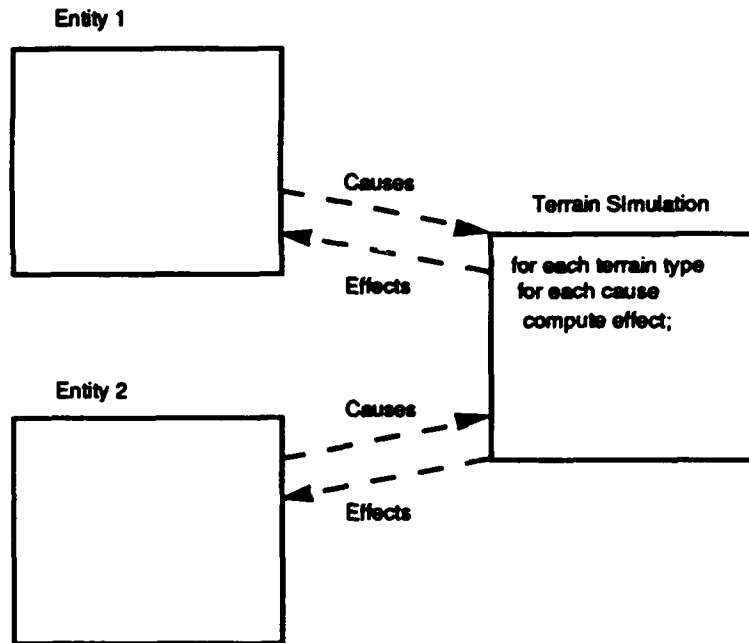 Entity 1
Causes
Terrain SImulation
for each terrain type
for each cause
compute effect;
Effects
Entity 2
Causes
Effects